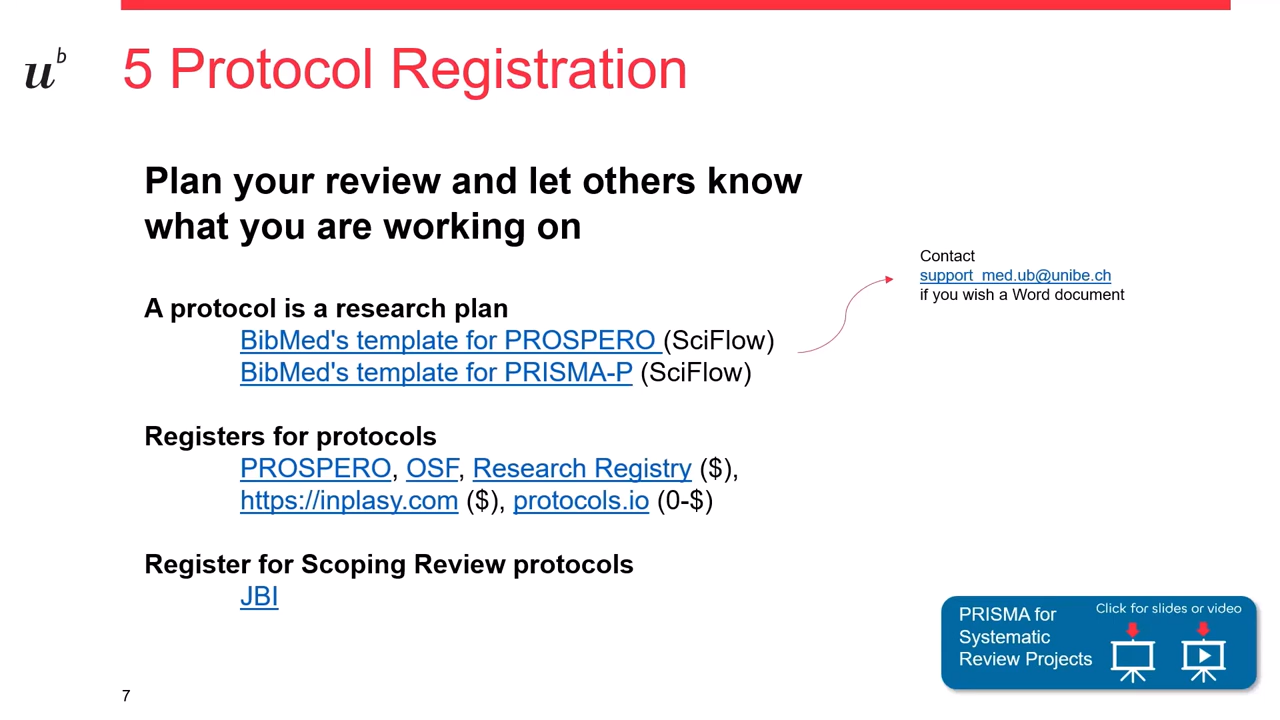 u b
5 Protocol Registration
Plan your review and let others know
what you are working on
Contact
support_med.ub@unibe.ch
if you wish a Word document
A protocol is a research plan
BibMed's template for PROSPERO (SciFlow)
BibMed's template for PRISMA-P (SciFlow)
Registers for protocols
PROSPERO, OSF, Research Registry ($),
https://inplasy.com ($), protocols.io (0-$)
Register for Scoping Review protocols
JBI
PRISMA for
Systematic
Review Projects
Click for slides or video
7